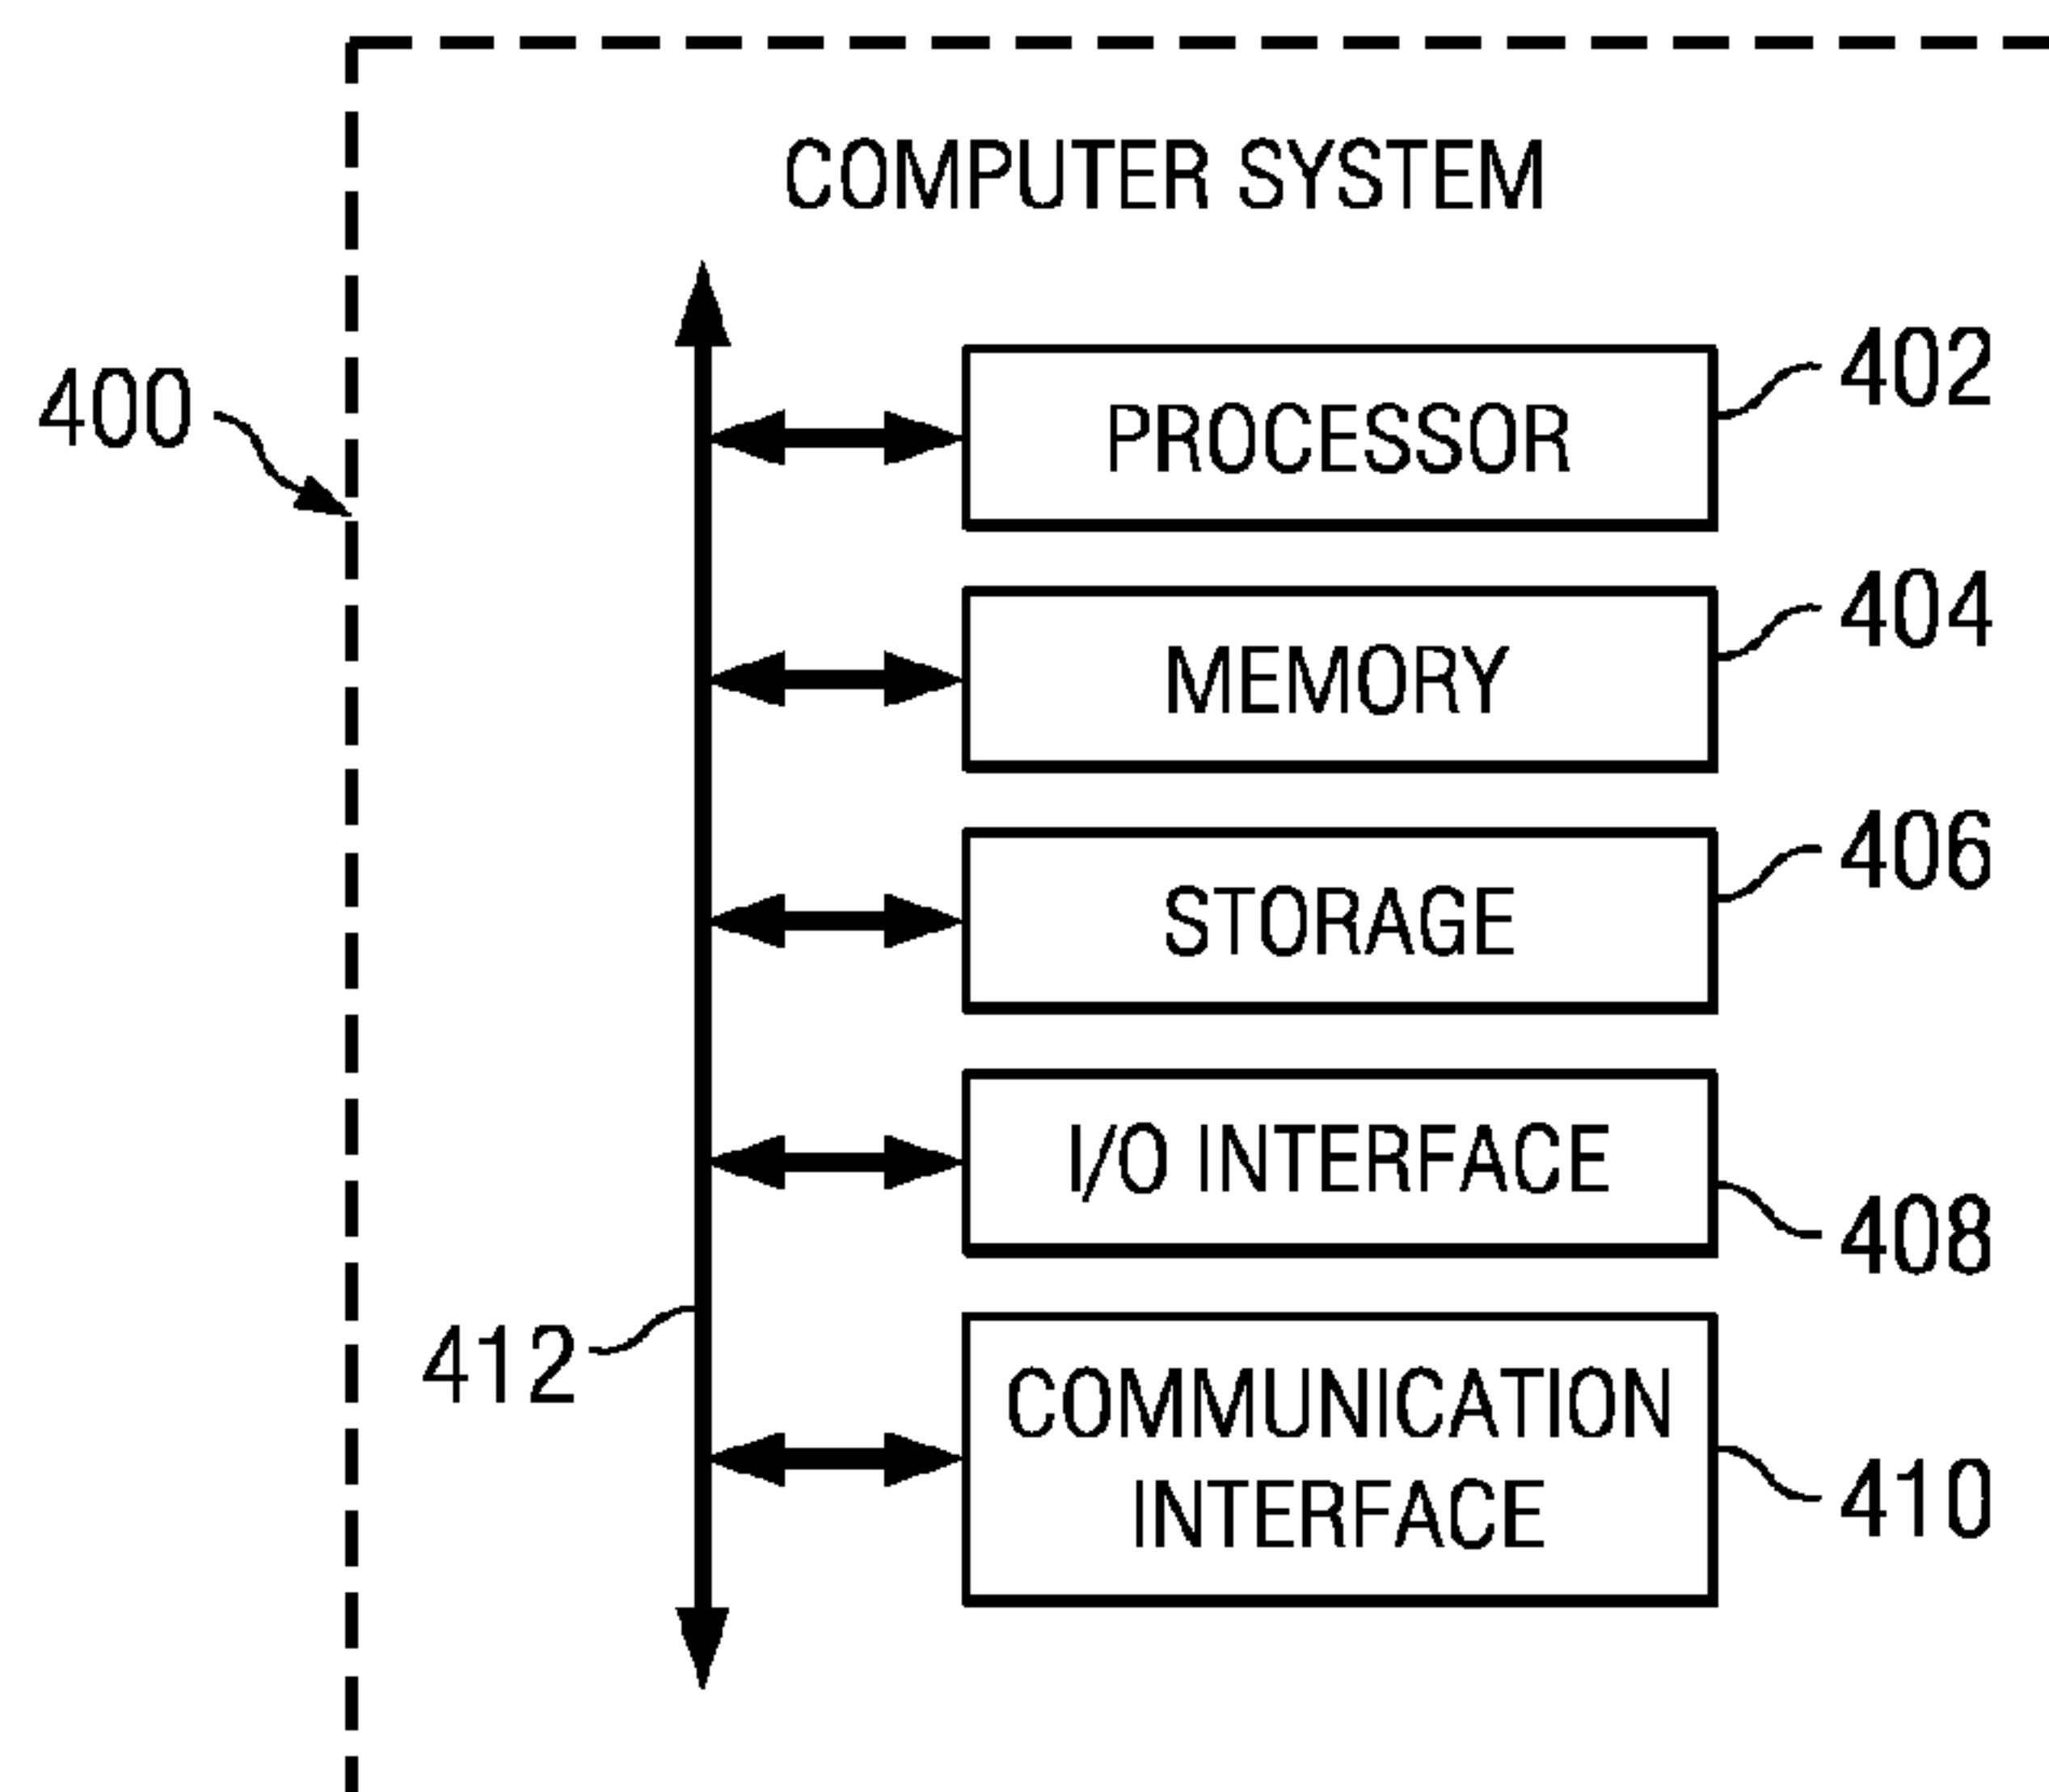 COMPUTER SYSTEM
400
PROCESSOR
402
MEMORY
404
STORAGE
406
I/O INTERFACE
408
412
COMMUNICATION
INTERFACE
410